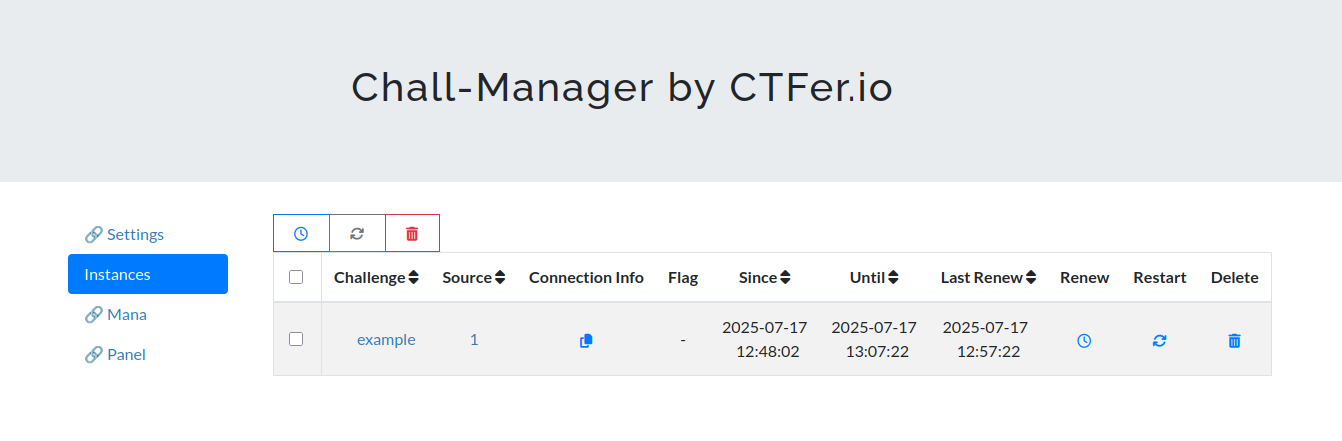 Chall-Manager by CTFer.io
Settings
Instances
Mana
Panel
Challenge Source Connection Info Flag Since Until Last Renew Renew Restart Delete
example 1 - 2025-07-17 12:48:02 2025-07-17 13:07:22 2025-07-17 12:57:22